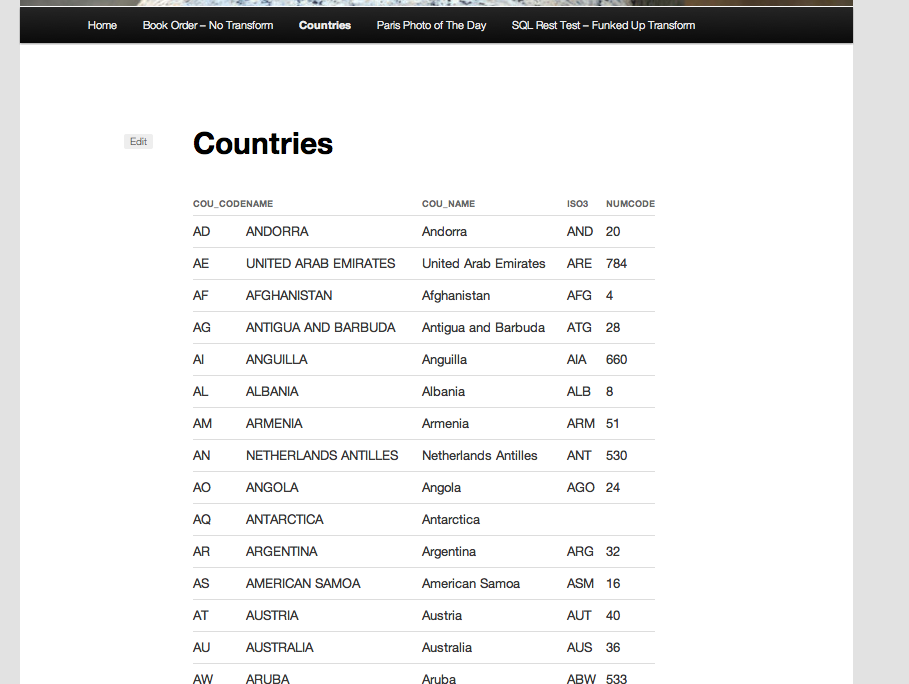 Home Book Order – No Transform Countries Paris Photo of The Day SQL Rest Test – Funked Up Transform
Edit Countries
COU_CODENAME COU_NAME ISO3 NUMCODE
AD ANDORRA Andorra AND 20
AE UNITED ARAB EMIRATES United Arab Emirates ARE 784
AF AFGHANISTAN Afghanistan AFG 4
AG ANTIGUA AND BARBUDA Antigua and Barbuda ATG 28
AI ANGUILLA Anguilla AIA 660
AL ALBANIA Albania ALB 8
AM ARMENIA Armenia ARM 51
AN NETHERLANDS ANTILLES Netherlands Antilles ANT 530
AO ANGOLA Angola AGO 24
AQ ANTARCTICA Antarctica
AR ARGENTINA Argentina ARG 32
AS AMERICAN SAMOA American Samoa ASM 16
AT AUSTRIA Austria AUT 40
AU AUSTRALIA Australia AUS 36
AW ARUBA Aruba ABW 533